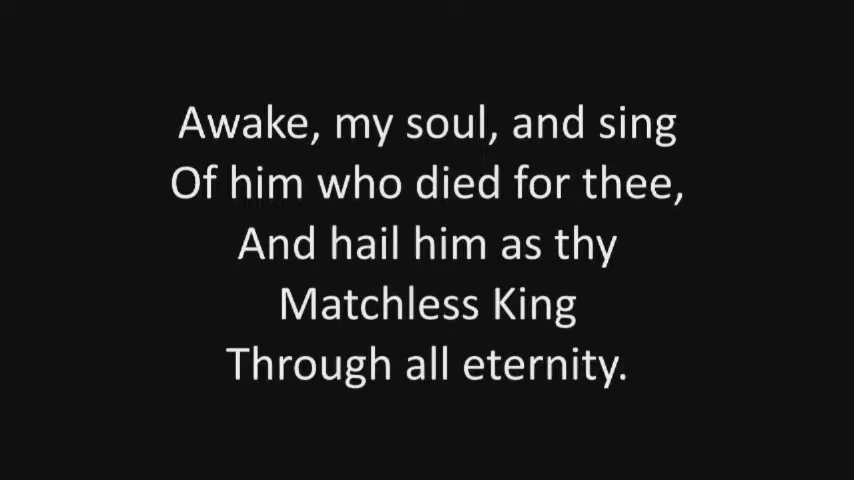 Awake, my soul, and sing
Of him who died for thee,
And hail him as thy
Matchless King
Through all eternity.